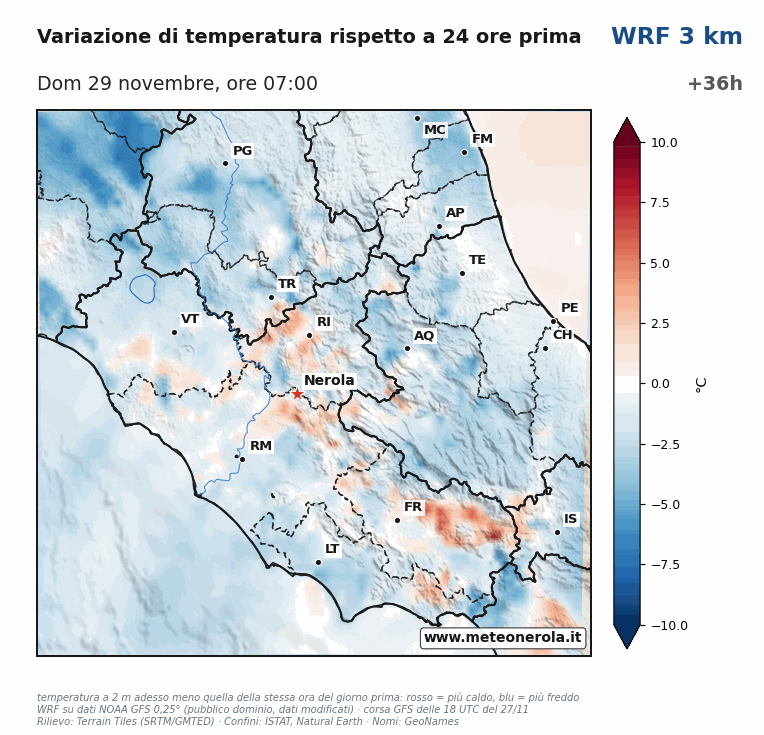 Variazione di temperatura rispetto a 24 ore prima
WRF 3 km
Dom 29 novembre, ore 07:00
+36h
MC
FM
PG
AP
TE
TR
PE
VT
RI
AQ
CH
Nerola
RM
FR
IS
LT
www.meteonerola.it
10.0
7.5
5.0
2.5
0.0
−2.5
−5.0
−7.5
−10.0
°C
temperatura a 2 m adesso meno quella della stessa ora del giorno prima: rosso = più caldo, blu = più freddo
WRF su dati NOAA GFS 0,25° (pubblico dominio, dati modificati) · corsa GFS delle 18 UTC del 27/11
Rilievo: Terrain Tiles (SRTM/GMTED) · Confini: ISTAT, Natural Earth · Nomi: GeoNames